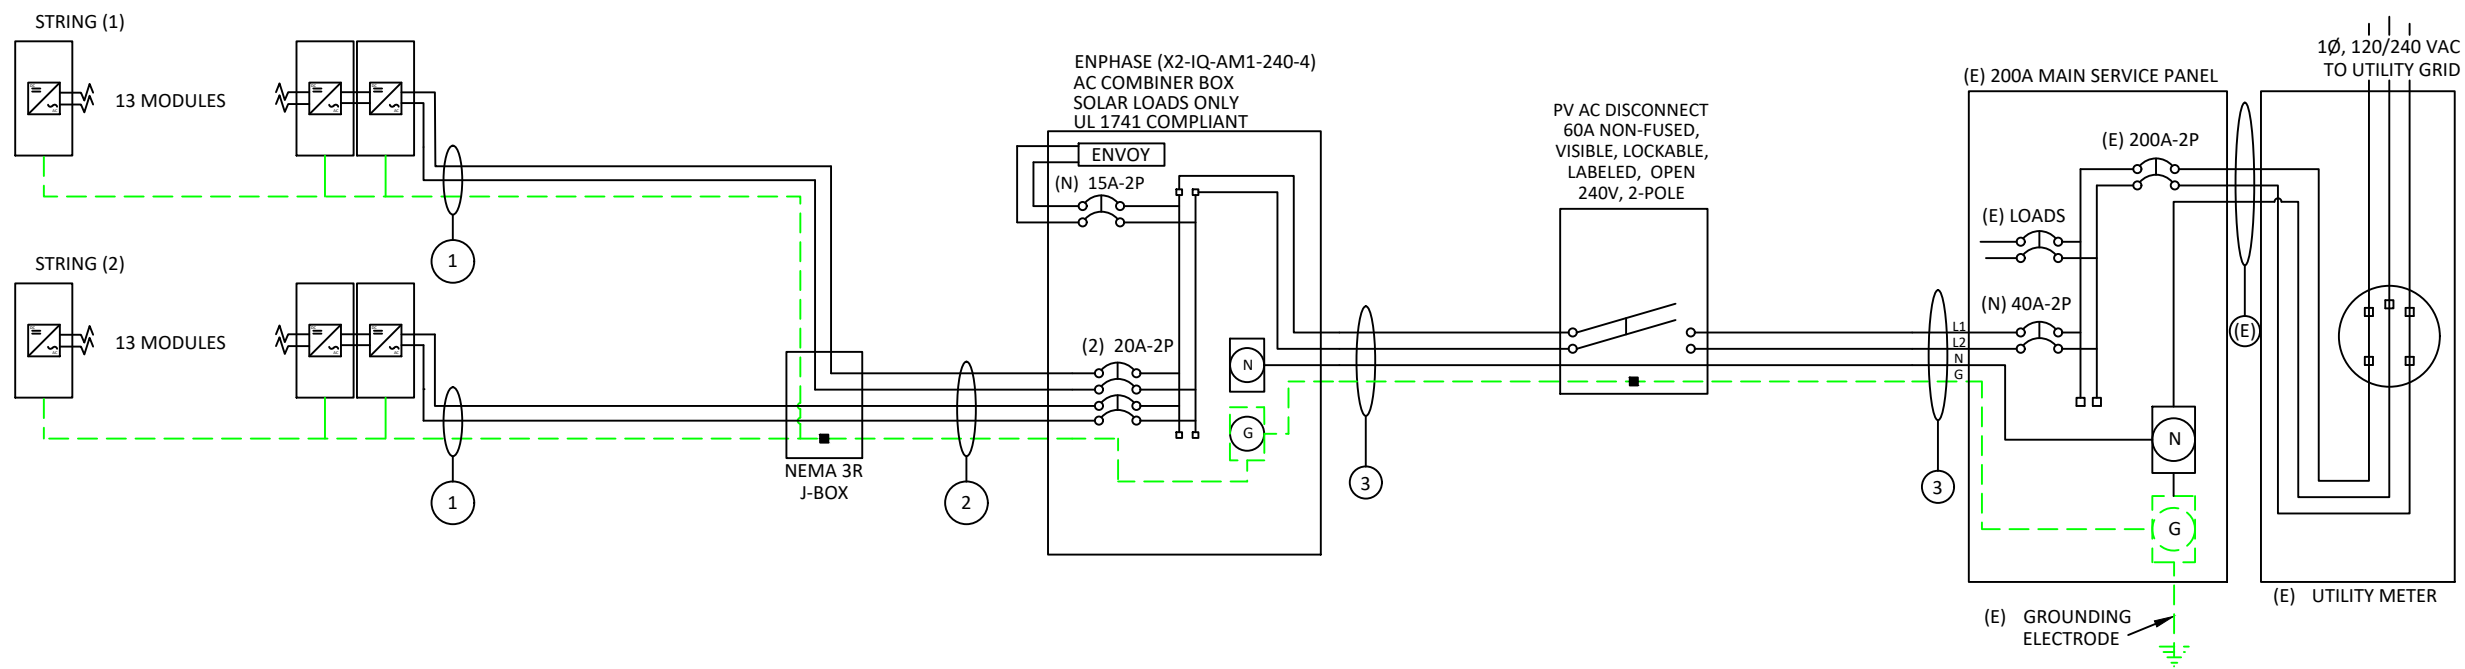 STRING (1)
13 MODULES
1
STRING (2)
13 MODULES
1
NEMA 3R
J-BOX
2
ENPHASE (X2-IQ-AM1-240-4)
AC COMBINER BOX
SOLAR LOADS ONLY
UL 1741 COMPLIANT
ENVOY
(N) 15A-2P
(2) 20A-2P
N
G
3
PV AC DISCONNECT
60A NON-FUSED,
VISIBLE, LOCKABLE,
LABELED, OPEN
240V, 2-POLE
3
L1
L2
N
G
(E) 200A MAIN SERVICE PANEL
(E) 200A-2P
(E) LOADS
(N) 40A-2P
N
G
(E) GROUNDING
ELECTRODE
(E)
1Ø, 120/240 VAC
TO UTILITY GRID
(E) UTILITY METER